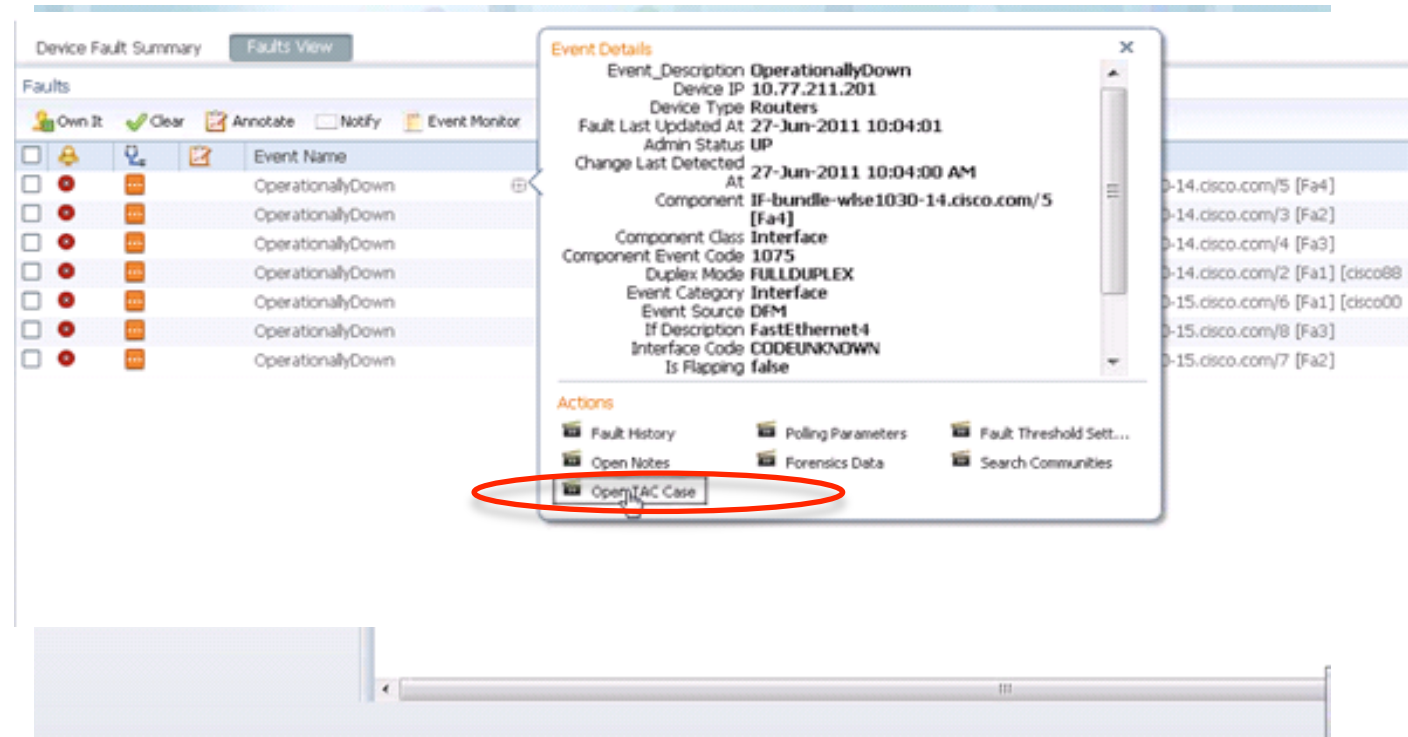 Device Fault Summary
Faults View
Faults
Own It
Clear
Annotate
Notify
Event Monitor
Event Name
OperationallyDown
OperationallyDown
OperationallyDown
OperationallyDown
OperationallyDown
OperationallyDown
OperationallyDown
Event Details
Event_Description OperationallyDown
Device IP 10.77.211.201
Device Type Routers
Fault Last Updated At 27-Jun-2011 10:04:01
Admin Status UP
Change Last Detected At 27-Jun-2011 10:04:00 AM
Component IF-bundle-wlse1030-14.cisco.com/5 [Fa4]
Component Class Interface
Component Event Code 1075
Duplex Mode FULLDUPLEX
Event Category Interface
Event Source DFM
If Description FastEthernet4
Interface Code CODEUNKNOWN
Is Flapping false
Actions
Fault History
Polling Parameters
Fault Threshold Sett...
Open Notes
Forensics Data
Search Communities
Open TAC Case
0-14.cisco.com/5 [Fa4]
0-14.cisco.com/3 [Fa2]
0-14.cisco.com/4 [Fa3]
0-14.cisco.com/2 [Fa1] [cisco88
0-15.cisco.com/6 [Fa1] [cisco00
0-15.cisco.com/8 [Fa3]
0-15.cisco.com/7 [Fa2]